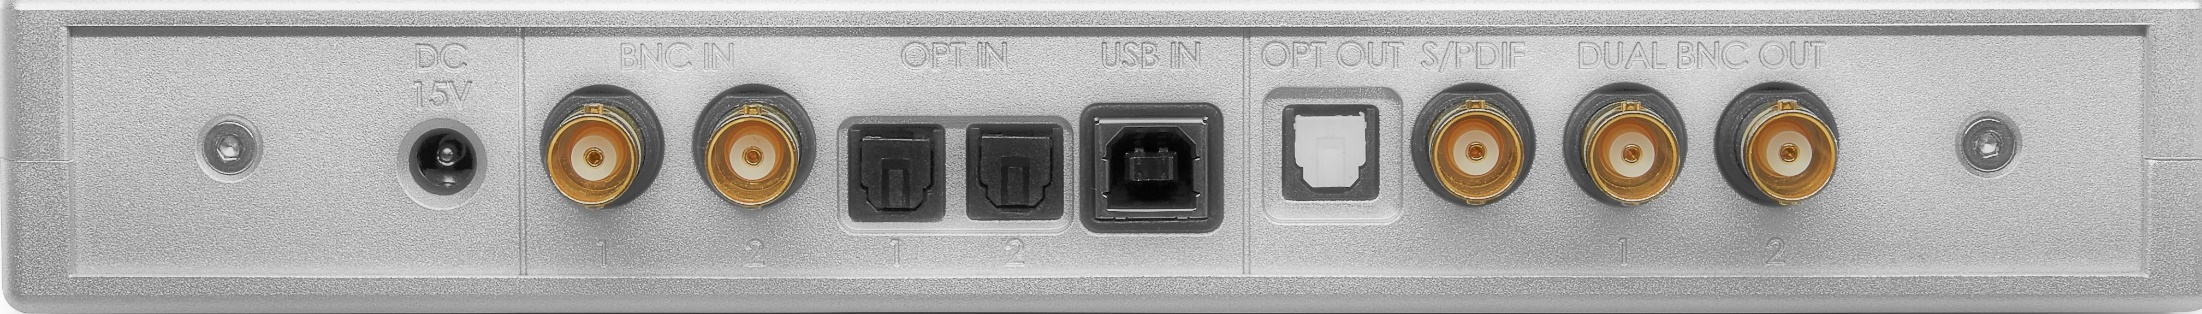 DC
15V
BNC IN
OPT IN
USB IN
OPT OUT
S/PDIF
DUAL BNC OUT
1
2
1
2
1
2